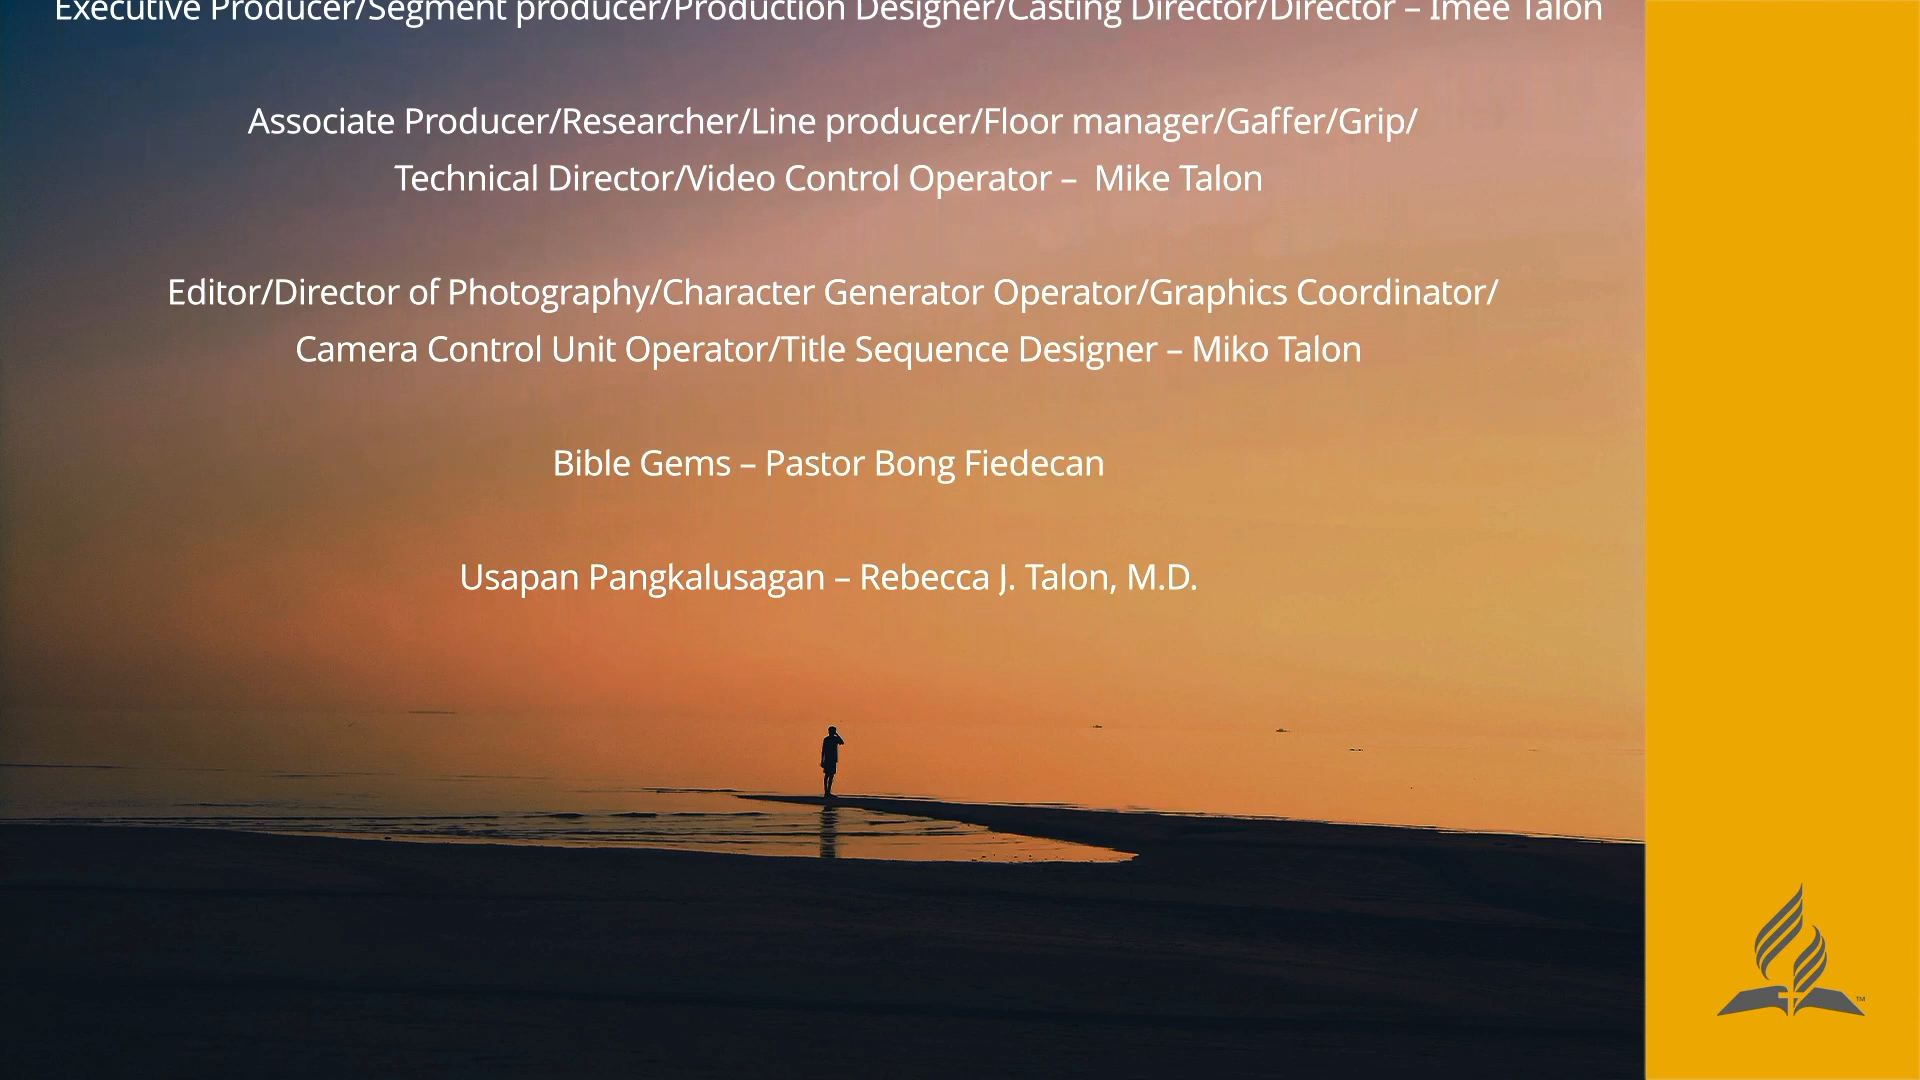 Executive Producer/Segment producer/Production Designer/Casting Director/Director – Imee Talon
Associate Producer/Researcher/Line producer/Floor manager/Gaffer/Grip/
Technical Director/Video Control Operator –  Mike Talon
Editor/Director of Photography/Character Generator Operator/Graphics Coordinator/
Camera Control Unit Operator/Title Sequence Designer – Miko Talon
Bible Gems – Pastor Bong Fiedecan
Usapan Pangkalusagan – Rebecca J. Talon, M.D.
TM